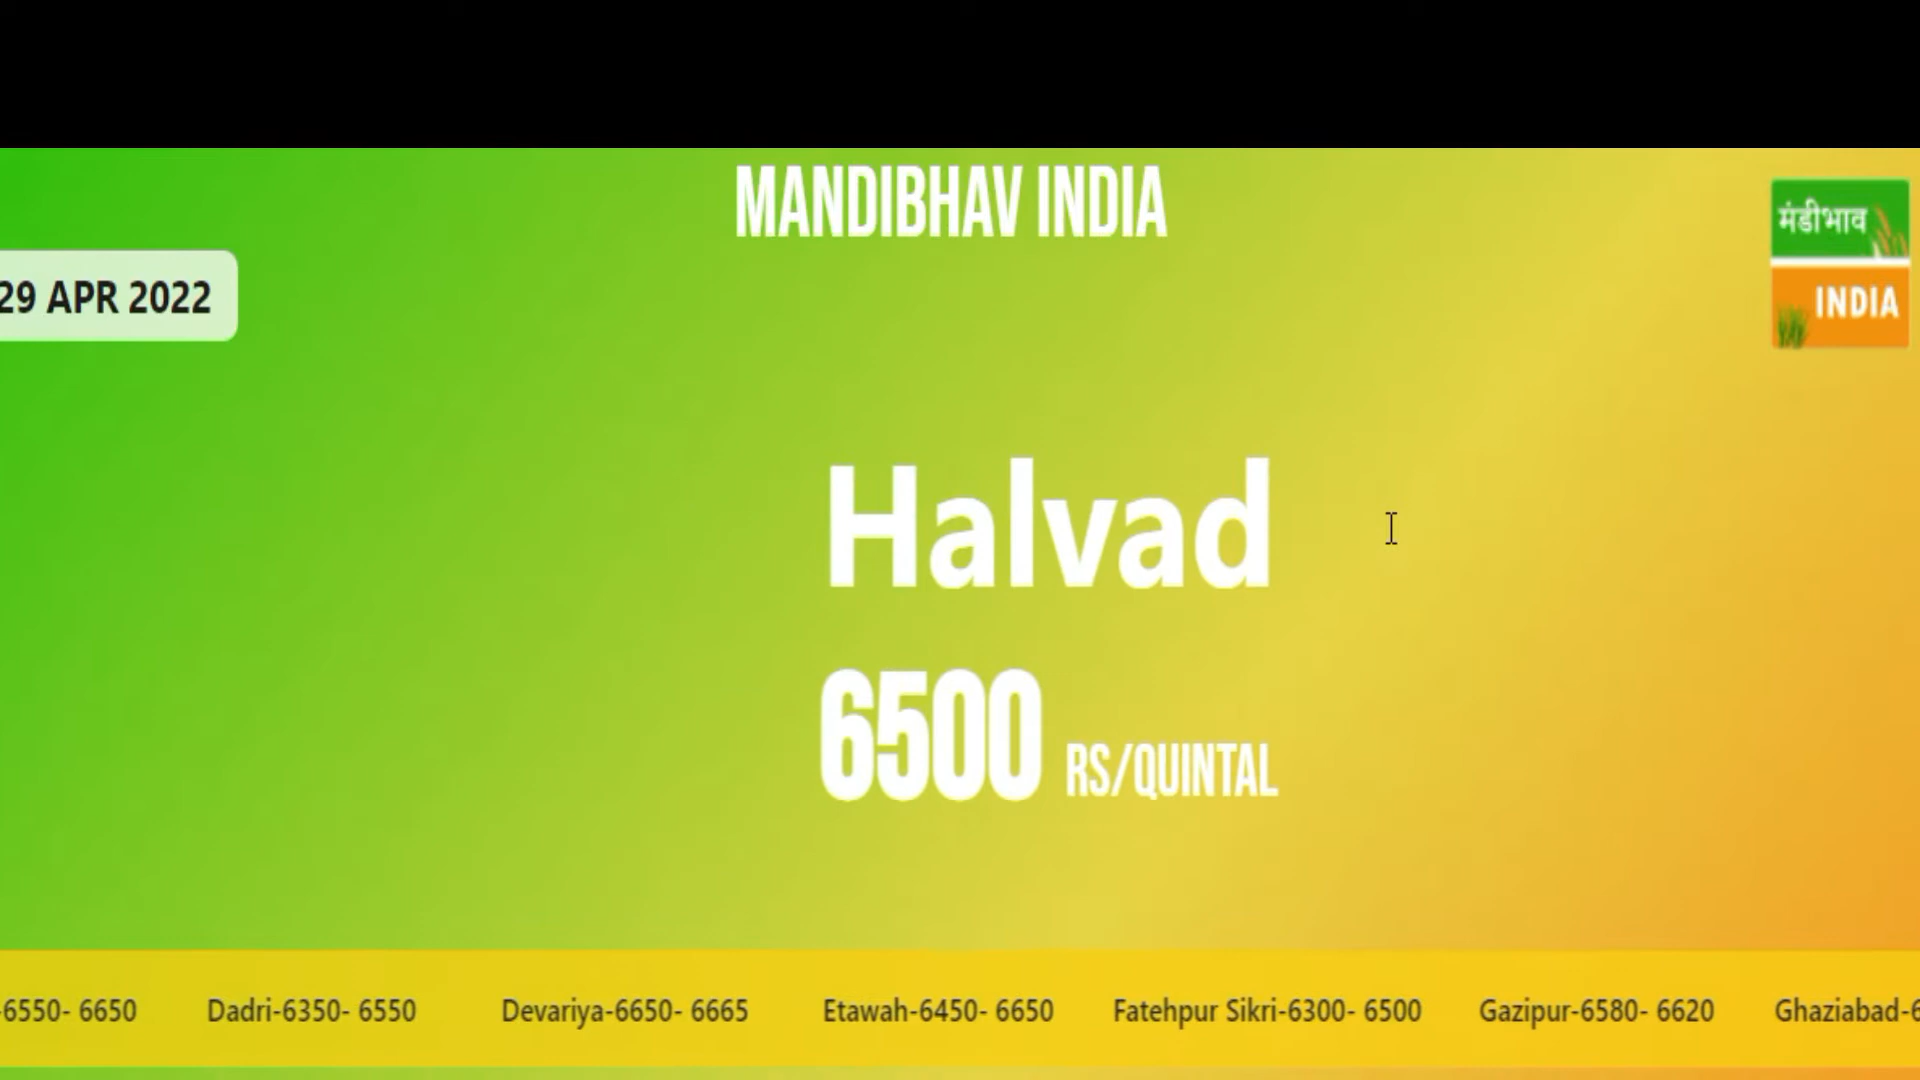 MANDIBHAV INDIA
मंडीभाव
INDIA
29 APR 2022
Halvad
6500 RS/QUINTAL
-6550- 6650 Dadri-6350- 6550 Devariya-6650- 6665 Etawah-6450- 6650 Fatehpur Sikri-6300- 6500 Gazipur-6580- 6620 Ghaziabad-6